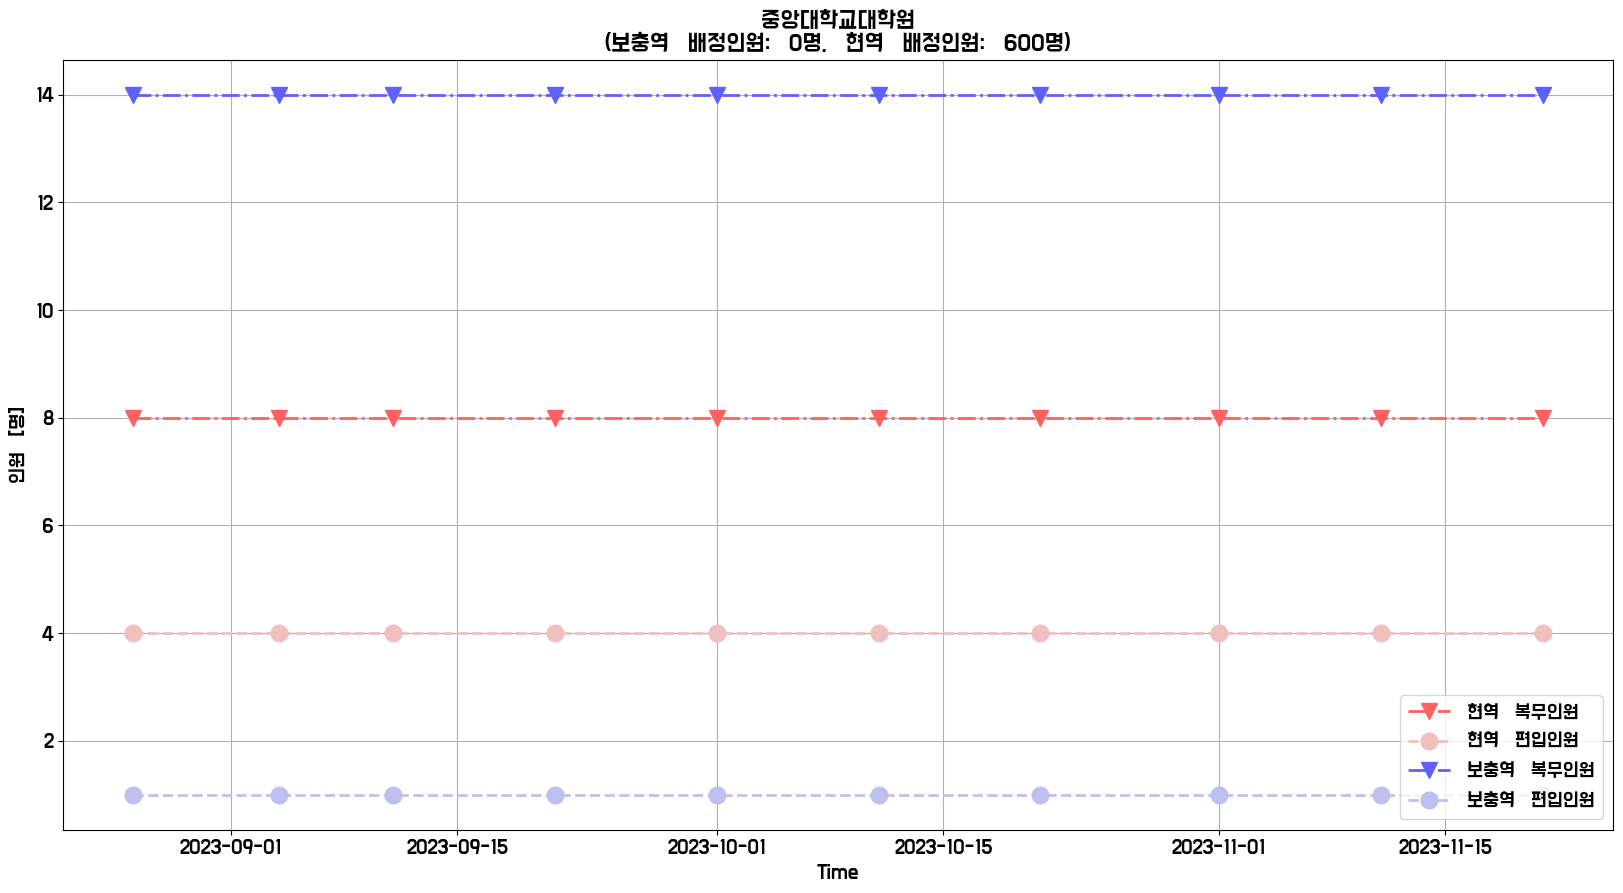 중앙대학교대학원
(보충역 배정인원: 0명, 현역 배정인원: 600명)
14
12
10
8
6
4
2
인원 [명]
현역 복무인원
현역 편입인원
보충역 복무인원
보충역 편입인원
2023-09-01 2023-09-15 2023-10-01 2023-10-15 2023-11-01 2023-11-15
Time